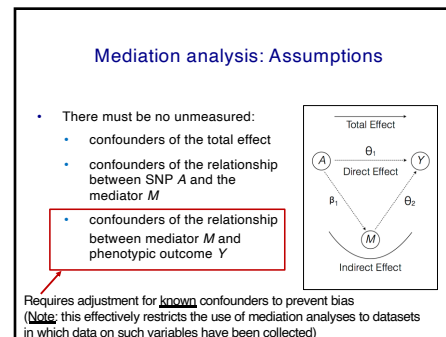 Mediation analysis: Assumptions
• There must be no unmeasured:
• confounders of the total effect
• confounders of the relationship
between SNP A and the
mediator M
• confounders of the relationship
between mediator M and
phenotypic outcome Y
Total Effect
A
θ1
Y
Direct Effect
β1
θ2
M
Indirect Effect
Requires adjustment for known confounders to prevent bias
(Note: this effectively restricts the use of mediation analyses to datasets
in which data on such variables have been collected)